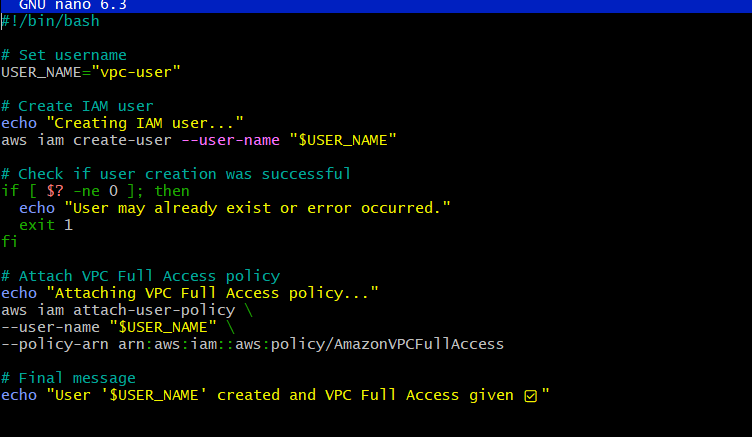 GNU nano 6.3
#!/bin/bash
# Set username
USER_NAME="vpc-user"
# Create IAM user
echo "Creating IAM user..."
aws iam create-user --user-name "$USER_NAME"
# Check if user creation was successful
if [ $? -ne 0 ]; then
  echo "User may already exist or error occurred."
  exit 1
fi
# Attach VPC Full Access policy
echo "Attaching VPC Full Access policy..."
aws iam attach-user-policy \
--user-name "$USER_NAME" \
--policy-arn arn:aws:iam::aws:policy/AmazonVPCFullAccess
# Final message
echo "User '$USER_NAME' created and VPC Full Access given ☑"